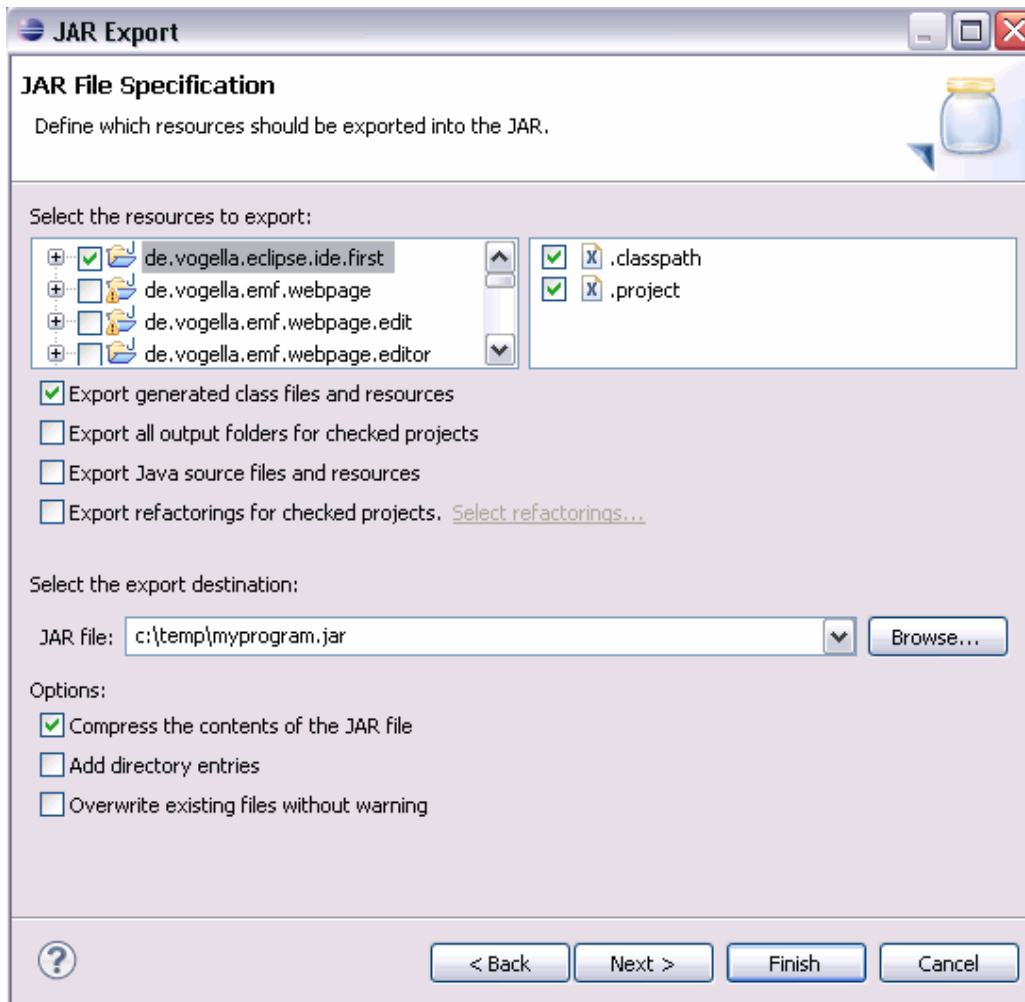 JAR Export
JAR File Specification
Define which resources should be exported into the JAR.
Select the resources to export:
de.vogella.eclipse.ide.first
de.vogella.emf.webpage
de.vogella.emf.webpage.edit
de.vogella.emf.webpage.editor
.classpath
.project
Export generated class files and resources
Export all output folders for checked projects
Export Java source files and resources
Export refactorings for checked projects. Select refactorings...
Select the export destination:
JAR file: c:\temp\myprogram.jar Browse...
Options:
Compress the contents of the JAR file
Add directory entries
Overwrite existing files without warning
? < Back Next > Finish Cancel